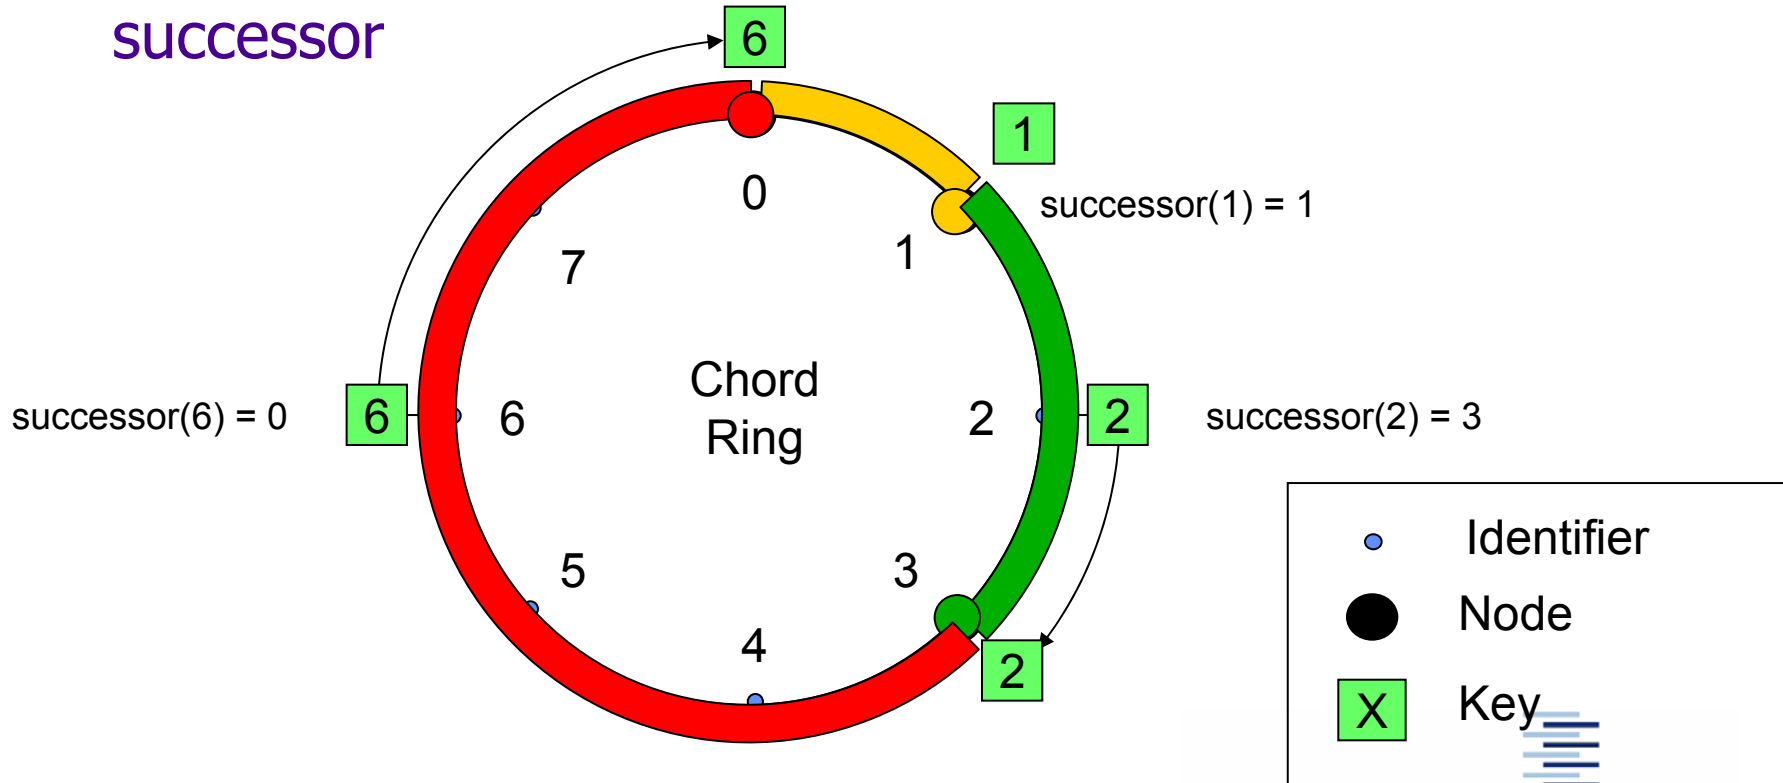 successor
6
1
0
successor(1) = 1
1
7
Chord
Ring
successor(6) = 0
6
6
2
2
successor(2) = 3
5
3
4
2
Identifier
Node
X
Key